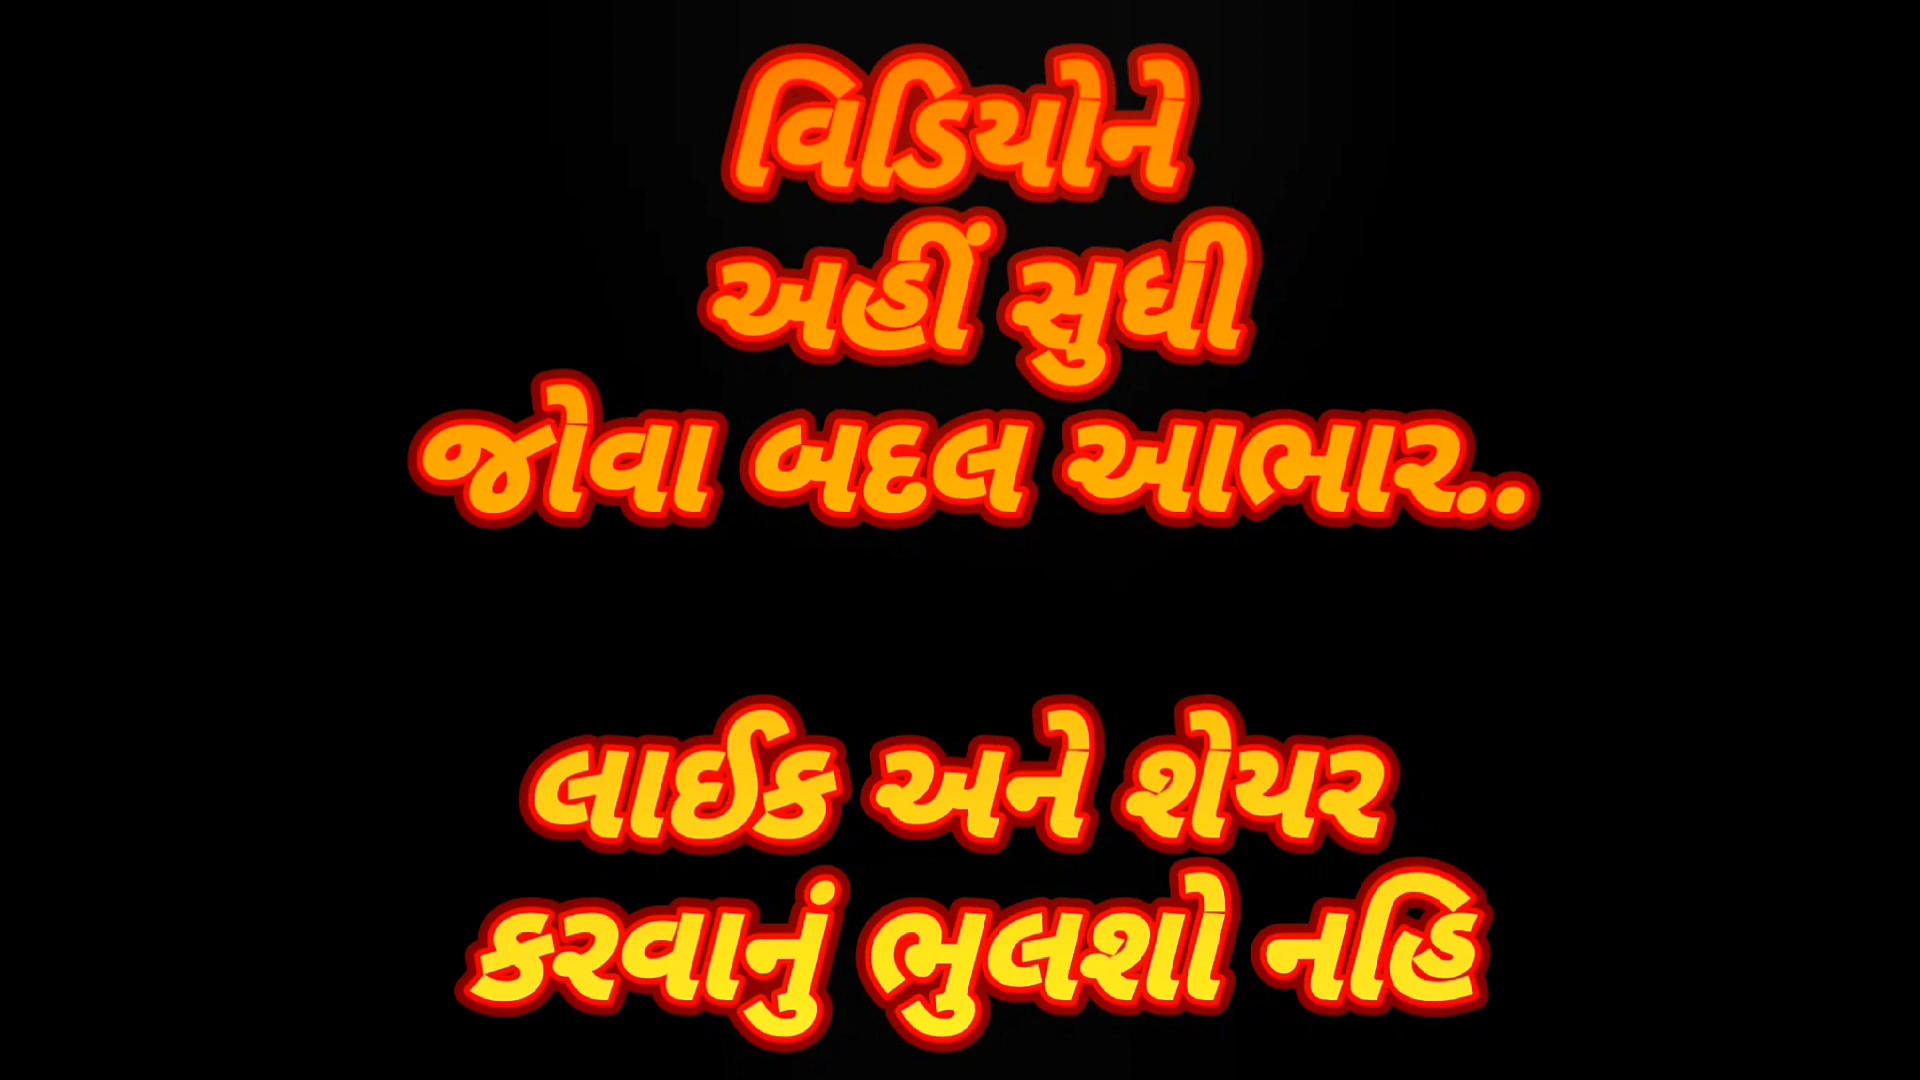 વિડિયોને
અહીં સુધી
જોવા બદલ આભાર..
લાઈક અને શેયર
કરવાનું ભુલશો નહિ